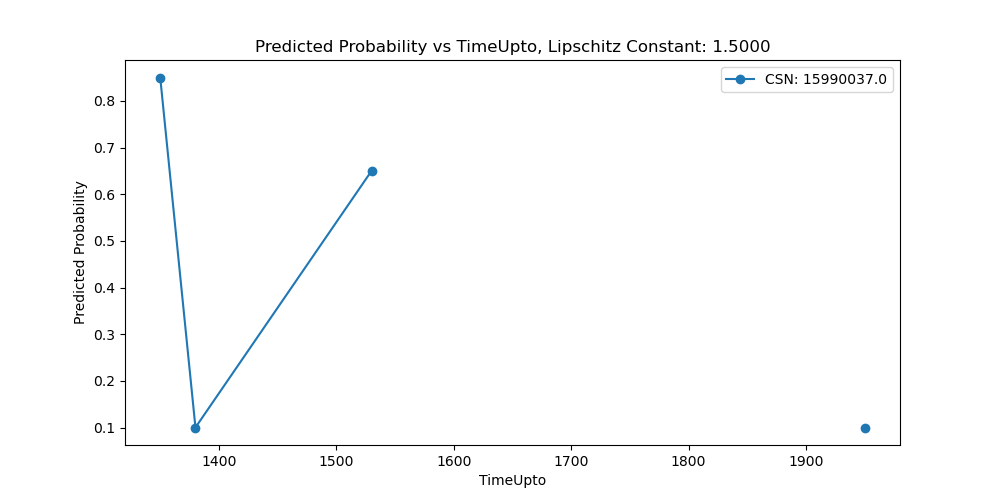 Predicted Probability vs TimeUpto, Lipschitz Constant: 1.5000
CSN: 15990037.0
Predicted Probability
0.8
0.7
0.6
0.5
0.4
0.3
0.2
0.1
1400 1500 1600 1700 1800 1900
TimeUpto